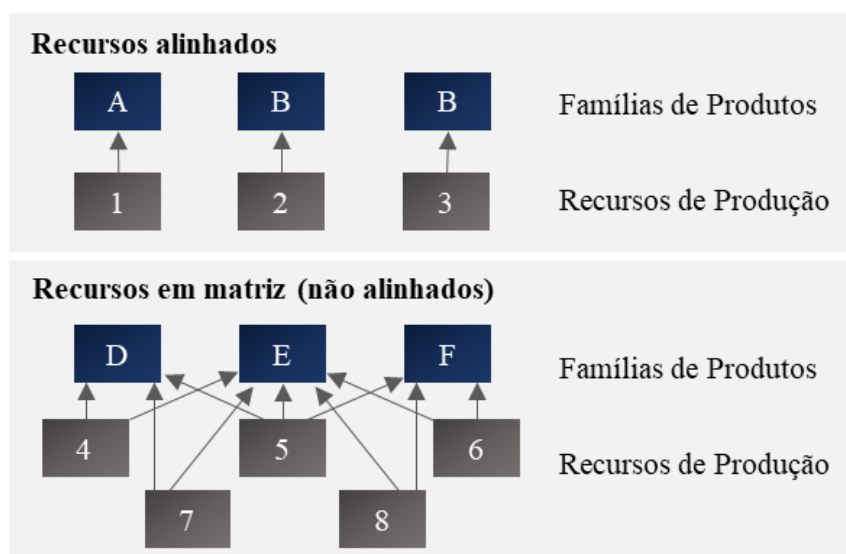 Recursos alinhados
A B B Famílias de Produtos
1 2 3 Recursos de Produção
Recursos em matriz (não alinhados)
D E F Famílias de Produtos
4 5 6 Recursos de Produção
7 8